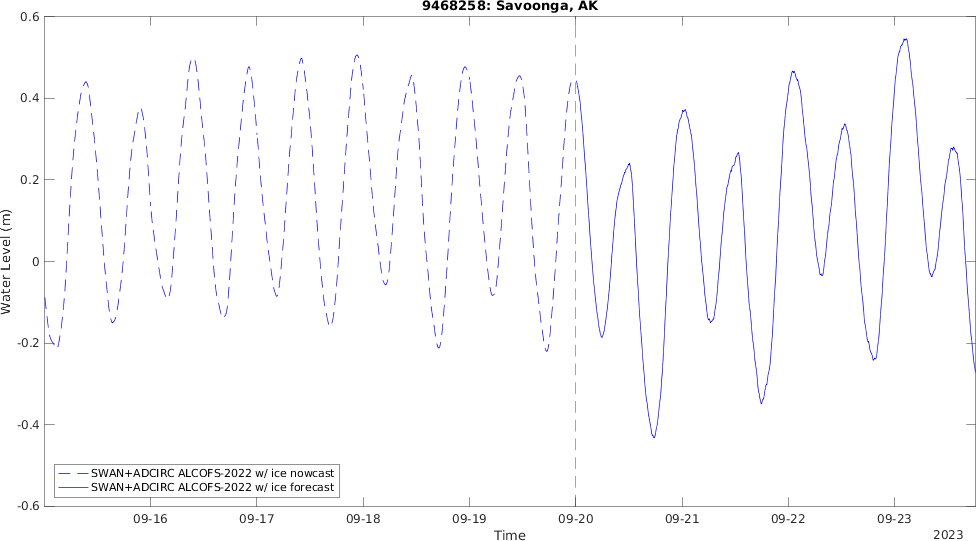 9468258: Savoonga, AK
0.6
0.4
0.2
0
-0.2
-0.4
-0.6
Water Level (m)
SWAN+ADCIRC ALCOFS-2022 w/ ice nowcast
SWAN+ADCIRC ALCOFS-2022 w/ ice forecast
09-16 09-17 09-18 09-19 09-20 09-21 09-22 09-23
Time
2023